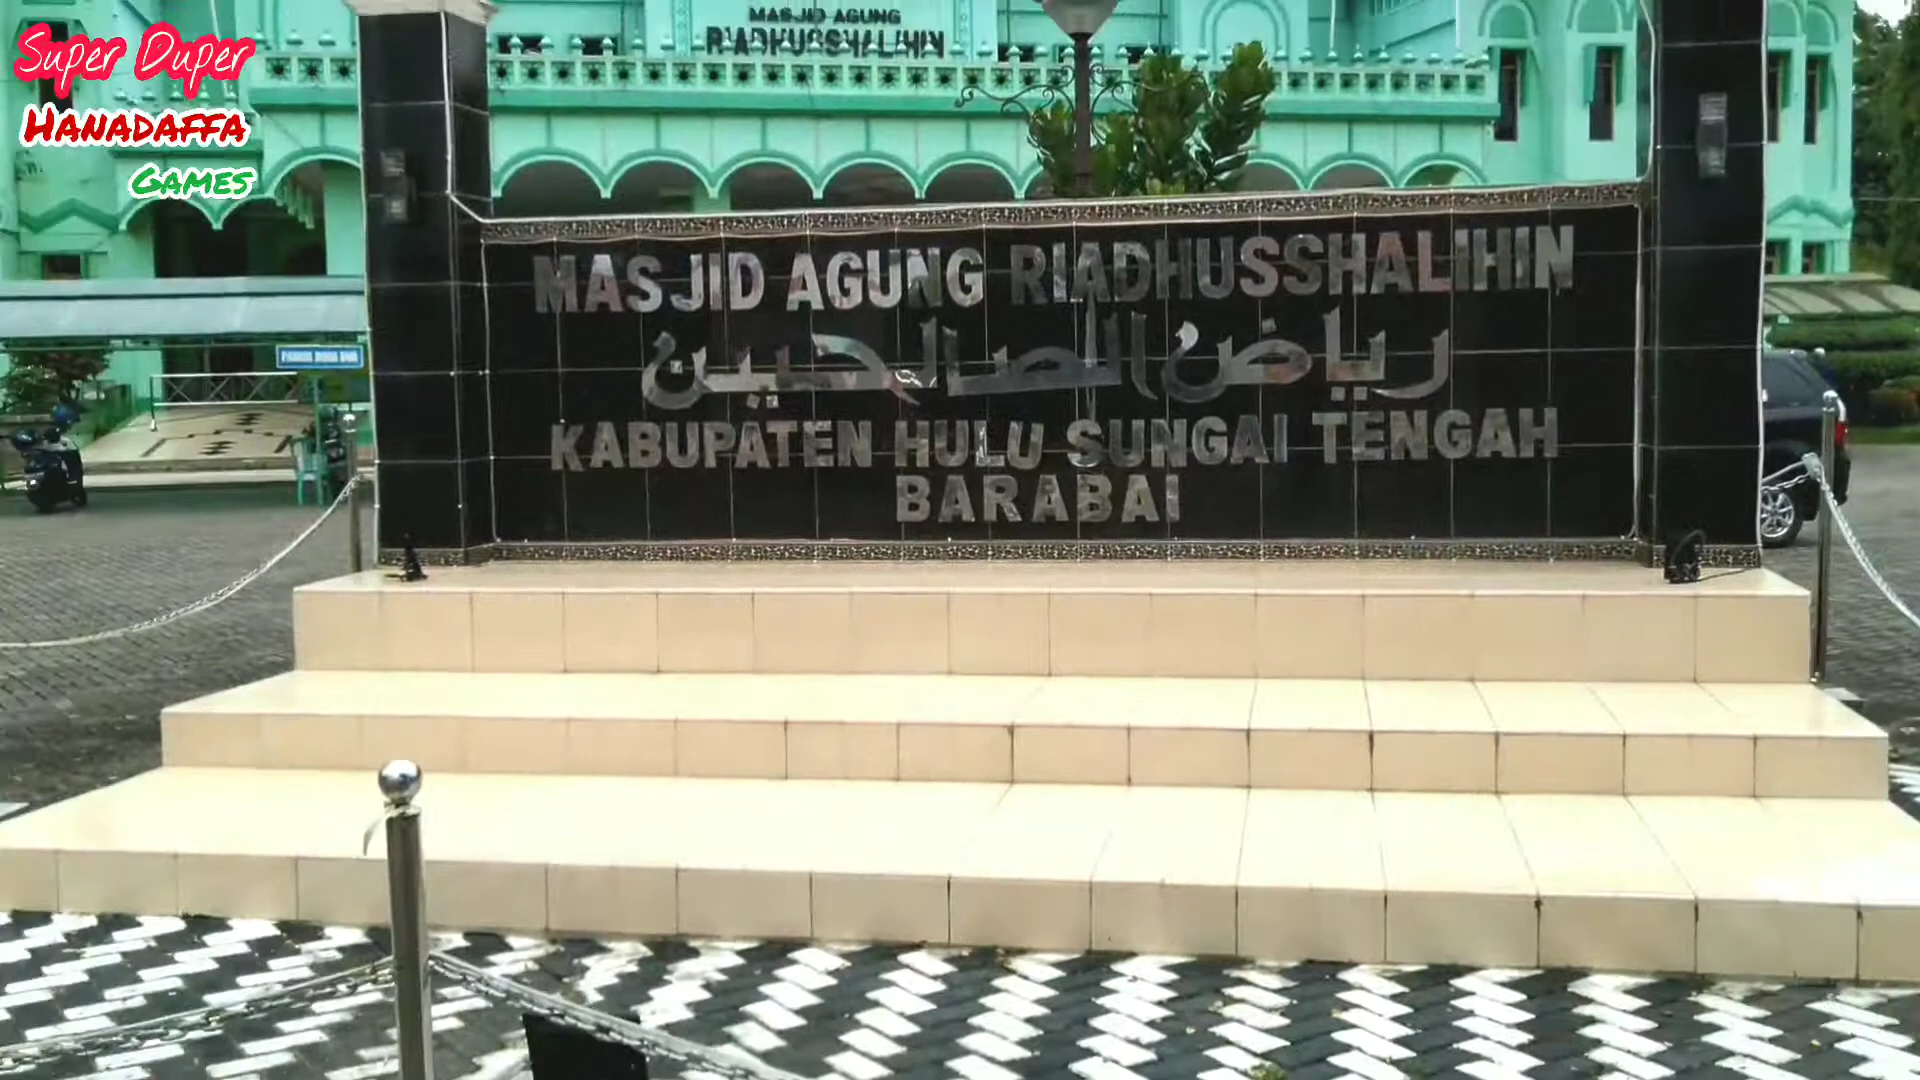 Super Duper
HANADAFFA
GAMES
MASJID AGUNG
RIADHUSSHALIHIN
MASJID AGUNG RIADHUSSHALIHIN
رياض الصالحين
KABUPATEN HULU SUNGAI TENGAH
BARABAI